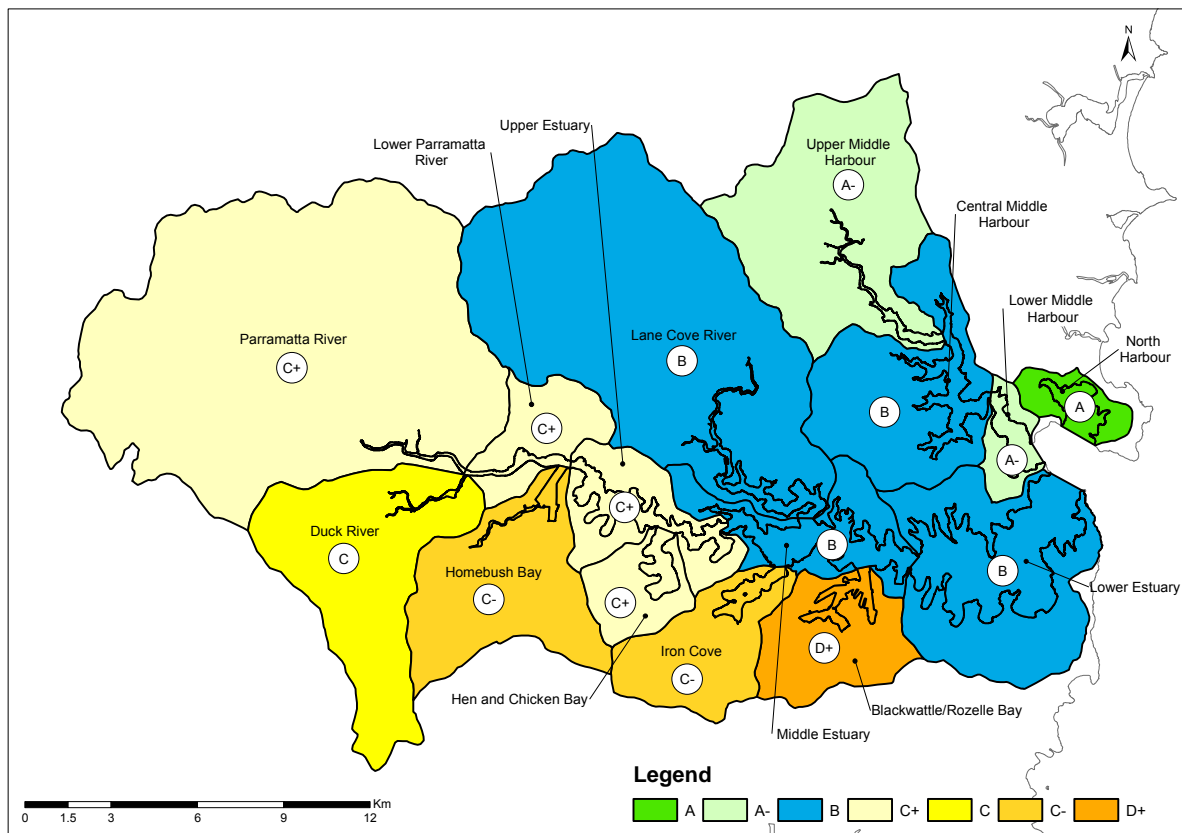 N
Upper Estuary
Lower Parramatta
River
Upper Middle
Harbour
A-
Central Middle
Harbour
Lower Middle
Harbour
North
Harbour
A
Parramatta River
C+
Lane Cove River
B
B
C+
A-
C+
Duck River
C
B
B
Homebush Bay
C-
Lower Estuary
C+
Iron Cove
C-
D+
Hen and Chicken Bay
Blackwattle/Rozelle Bay
Middle Estuary
Legend
A A- B C+ C C- D+
Km
0 1.5 3 6 9 12